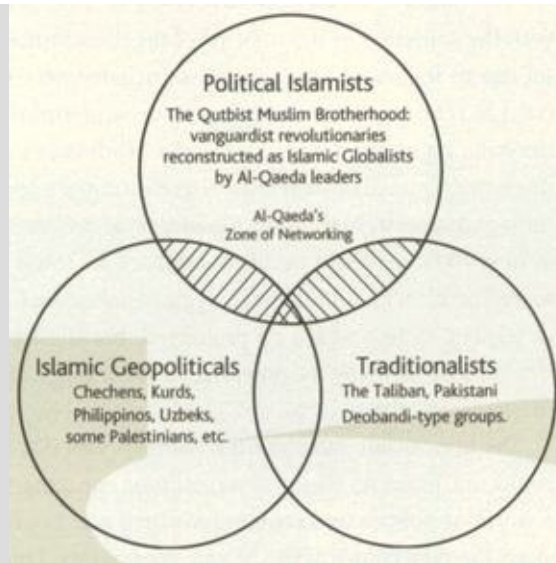 Political Islamists
The Qutbist Muslim Brotherhood:
vanguardist revolutionaries
reconstructed as Islamic Globalists
by Al-Qaeda leaders
Al-Qaeda's
Zone of Networking
Islamic Geopoliticals
Chechens, Kurds,
Philippinos, Uzbeks,
some Palestinians, etc.
Traditionalists
The Taliban, Pakistani
Deobandi-type groups.